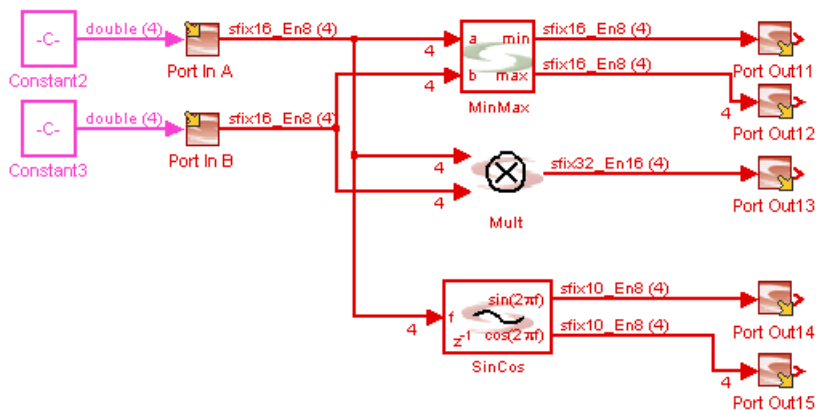 -C-
double (4)
sfix16_En8 (4)
4
a
min
sfix16_En8 (4)
Constant2
Port In A
Port Out11
b
max
sfix16_En8 (4)
4
MinMax
-C-
double (4)
sfix16_En8 (4)
4
Port Out12
Constant3
Port In B
4
sfix32_En16 (4)
4
Mult
Port Out13
sin(2πf)
sfix10_En8 (4)
f
4
z-1
cos(2πf)
sfix10_En8 (4)
Port Out14
SinCos
4
Port Out15